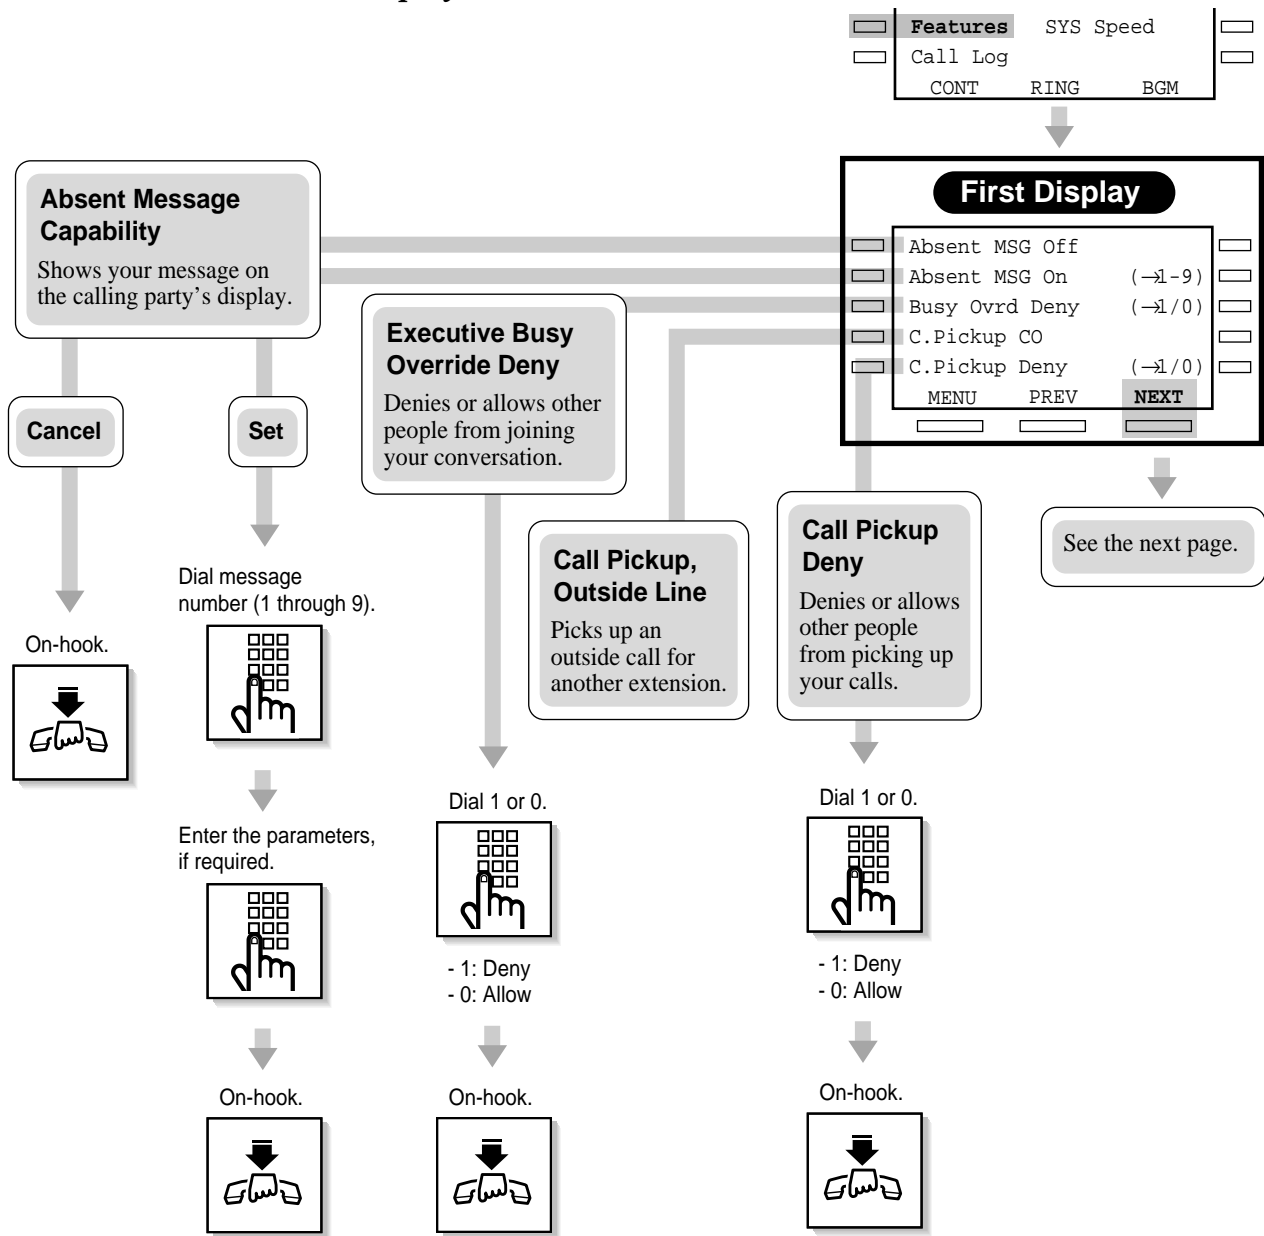 Features SYS Speed
Call Log
CONT RING BGM
First Display
Absent MSG Off
Absent MSG On (→1-9)
Busy Ovrd Deny (→1/0)
C.Pickup CO
C.Pickup Deny (→1/0)
MENU PREV NEXT
See the next page.
Absent Message
Capability
Shows your message on
the calling party's display.
Cancel
Set
On-hook.
Dial message
number (1 through 9).
Enter the parameters,
if required.
On-hook.
Executive Busy
Override Deny
Denies or allows other
people from joining
your conversation.
Dial 1 or 0.
- 1: Deny
- 0: Allow
On-hook.
Call Pickup,
Outside Line
Picks up an
outside call for
another extension.
Call Pickup
Deny
Denies or allows
other people
from picking up
your calls.
Dial 1 or 0.
- 1: Deny
- 0: Allow
On-hook.